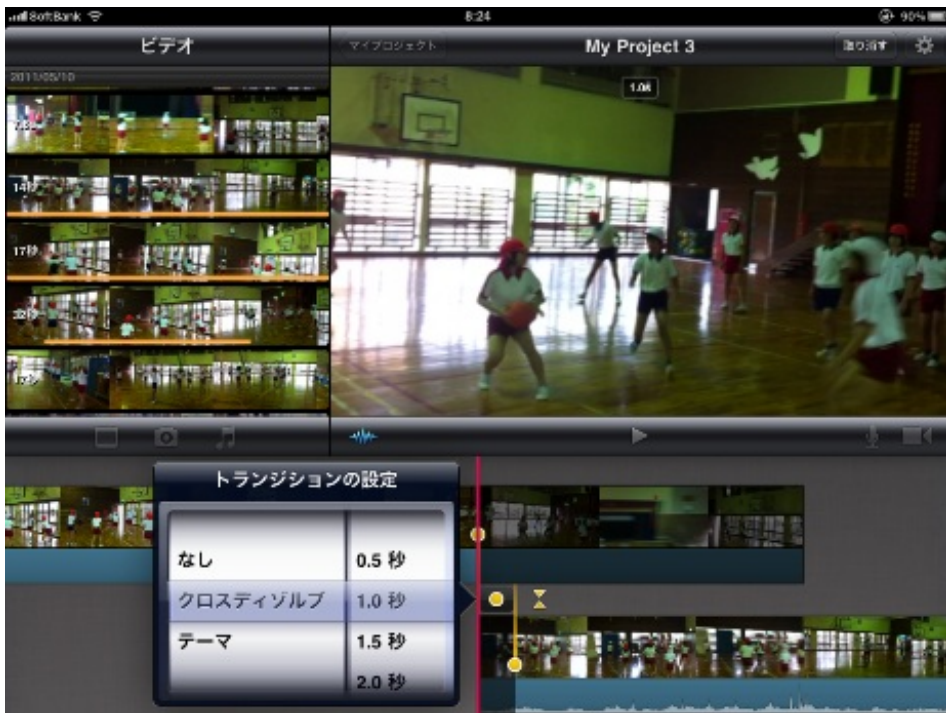 SoftBank 8:24 90%
ビデオ マイプロジェクト My Project 3 取り消す
2011/05/10
1.0s
14秒
17秒
32秒
トランジションの設定
なし 0.5 秒
クロスディゾルブ 1.0 秒
テーマ 1.5 秒
2.0 秒